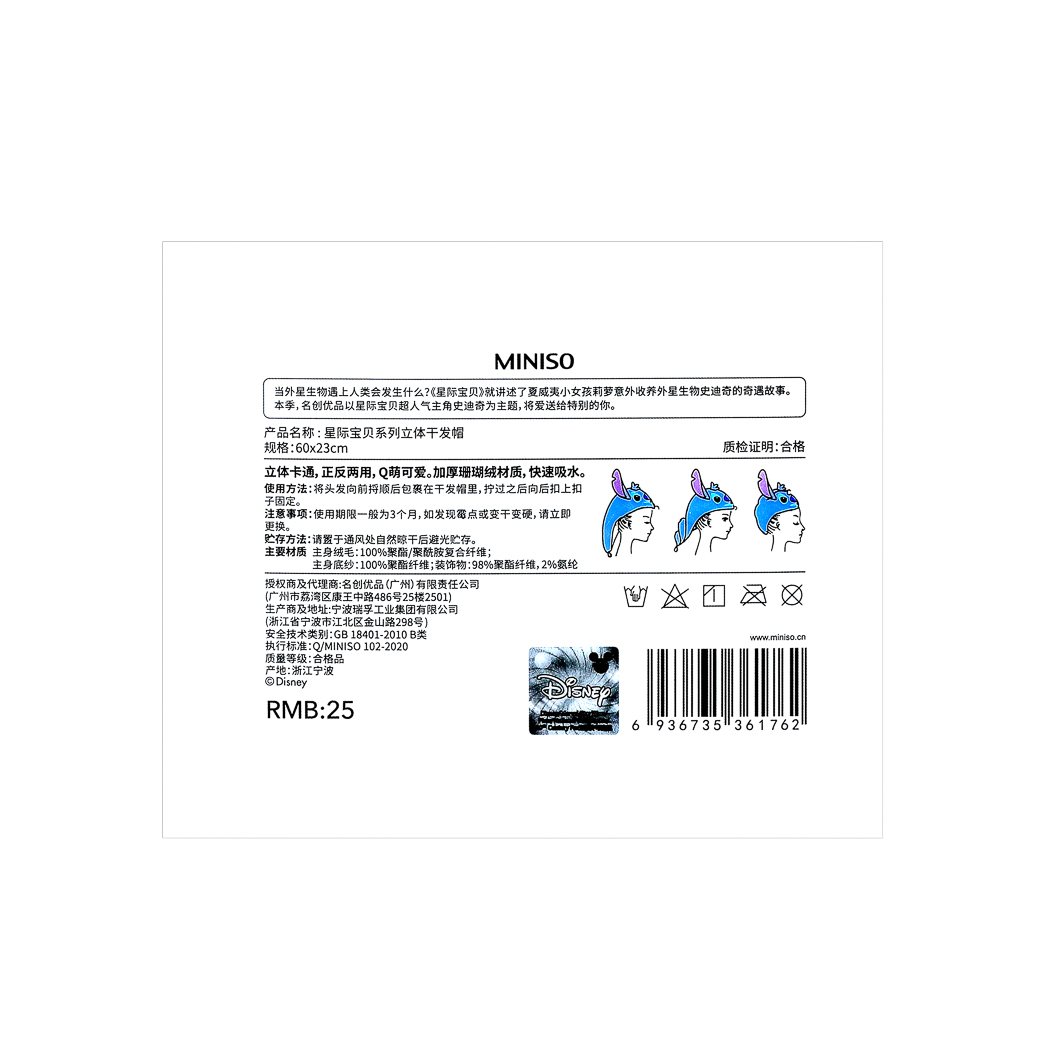 MINISO
当外星生物遇上人类会发生什么?《星际宝贝》就讲述了夏威夷小女孩莉萝意外收养外星生物史迪奇的奇遇故事。
本季,名创优品以星际宝贝超人气主角史迪奇为主题,将爱送给特别的你。
产品名称:星际宝贝系列立体干发帽
规格:60x23cm
质检证明:合格
立体卡通,正反两用,Q萌可爱。加厚珊瑚绒材质,快速吸水。
使用方法:将头发向前捋顺后包裹在干发帽里,拧过之后向后扣上扣
子固定。
注意事项:使用期限一般为3个月,如发现霉点或变干变硬,请立即
更换。
贮存方法:请置于通风处自然晾干后避光贮存。
主要材质 主身绒毛:100%聚酯/聚酰胺复合纤维;
主身底纱:100%聚酯纤维;装饰物:98%聚酯纤维,2%氨纶
授权商及代理商:名创优品(广州)有限责任公司
(广州市荔湾区康王中路486号25楼2501)
生产商及地址:宁波瑞孚工业集团有限公司
(浙江省宁波市江北区金山路298号)
安全技术类别:GB 18401-2010 B类
执行标准:Q/MINISO 102-2020
质量等级:合格品
产地:浙江宁波
©Disney
RMB:25
www.miniso.cn
Disney
6 936735 361762